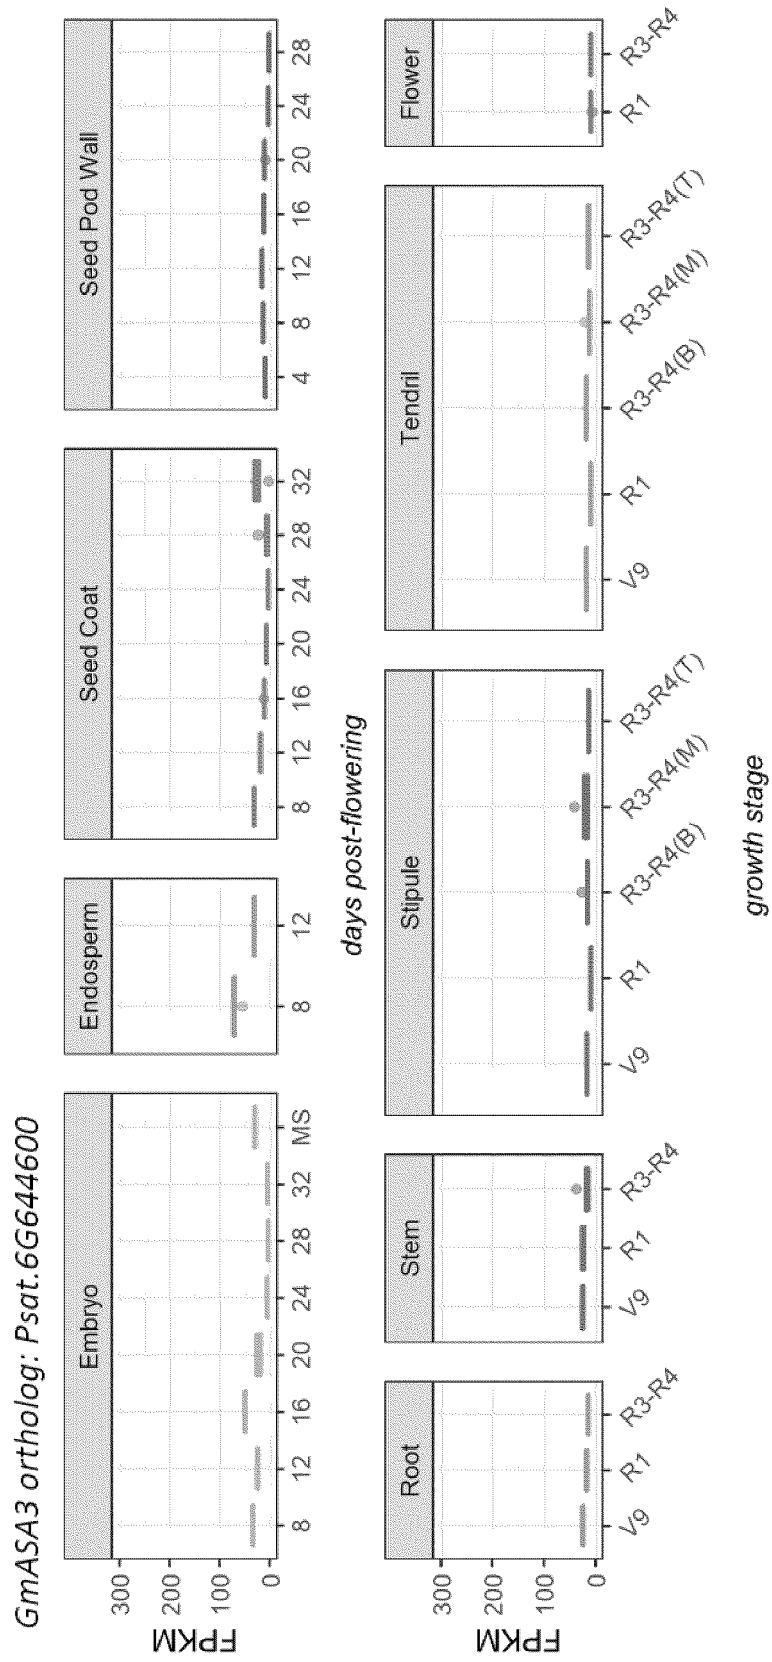 GmASA3 ortholog: Psat.6G644600
Embryo
Endosperm
Seed Coat
Seed Pod Wall
FPKM
300
200
100
0
8 12 16 20 24 28 32 MS
8 12
8 12 16 20 24 28 32
4 8 12 16 20 24 28
days post-flowering
Root
Stem
Stipule
Tendril
Flower
FPKM
300
200
100
0
V9 R1 R3-R4
V9 R1 R3-R4
V9 R1 R3-R4(B) R3-R4(M) R3-R4(T)
V9 R1 R3-R4(B) R3-R4(M) R3-R4(T)
R1 R3-R4
growth stage